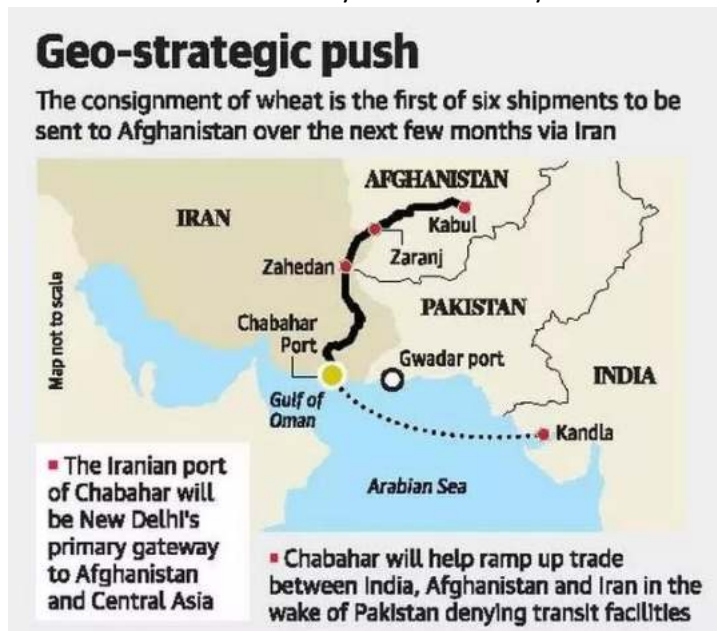 Geo-strategic push
The consignment of wheat is the first of six shipments to be
sent to Afghanistan over the next few months via Iran
AFGHANISTAN
IRAN
Kabul
Zaranj
Zahedan
PAKISTAN
Chabahar
Port
Gwadar port
INDIA
Map not to scale
Gulf of
Oman
Kandla
Arabian Sea
▪ The Iranian port
of Chabahar will
be New Delhi's
primary gateway
to Afghanistan
and Central Asia
▪ Chabahar will help ramp up trade
between India, Afghanistan and Iran in the
wake of Pakistan denying transit facilities